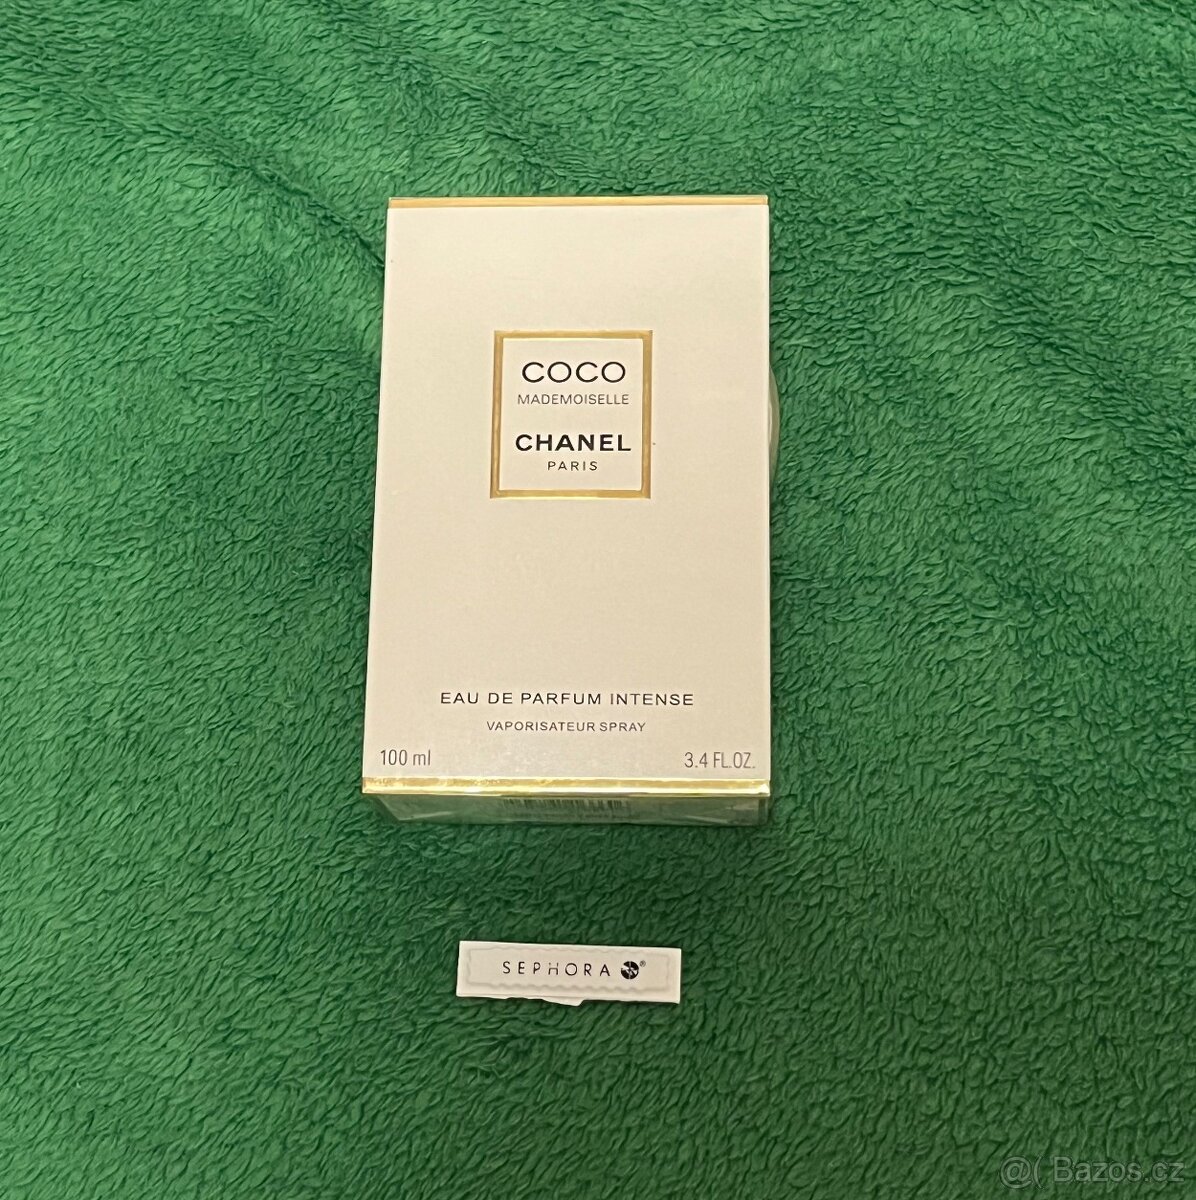 COCO
MADEMOISELLE
CHANEL
PARIS
EAU DE PARFUM INTENSE
VAPORISATEUR SPRAY
100 ml 3.4 FL.OZ.
SEPHORA ®
@( Bazos.cz